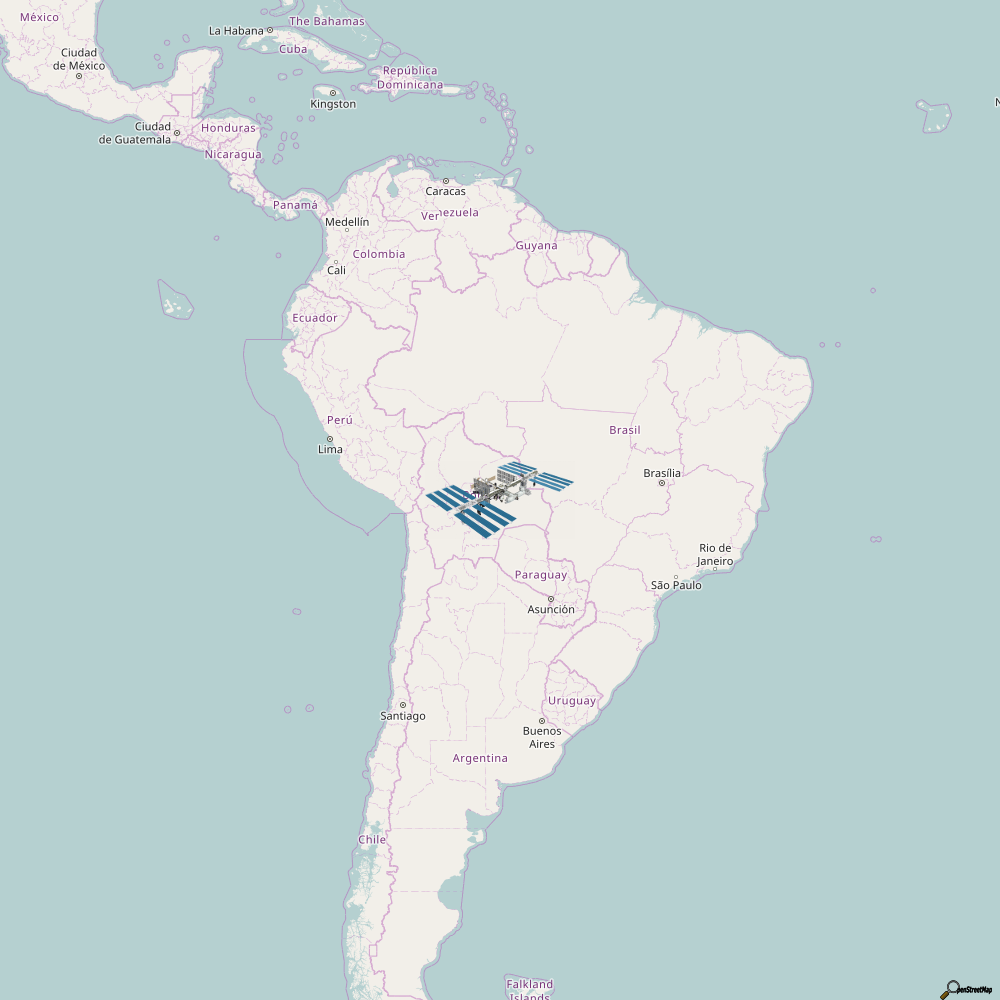 México
The Bahamas
La Habana
Cuba
Ciudad
de México
República
Dominicana
Kingston
Ciudad
de Guatemala
Honduras
Nicaragua
Caracas
Panamá
Venezuela
Medellín
Guyana
Colombia
Cali
Ecuador
Perú
Brasil
Lima
Brasília
Rio de
Janeiro
Paraguay
São Paulo
Asunción
Uruguay
Santiago
Buenos
Aires
Argentina
Chile
Falkland
Islands
OpenStreetMap